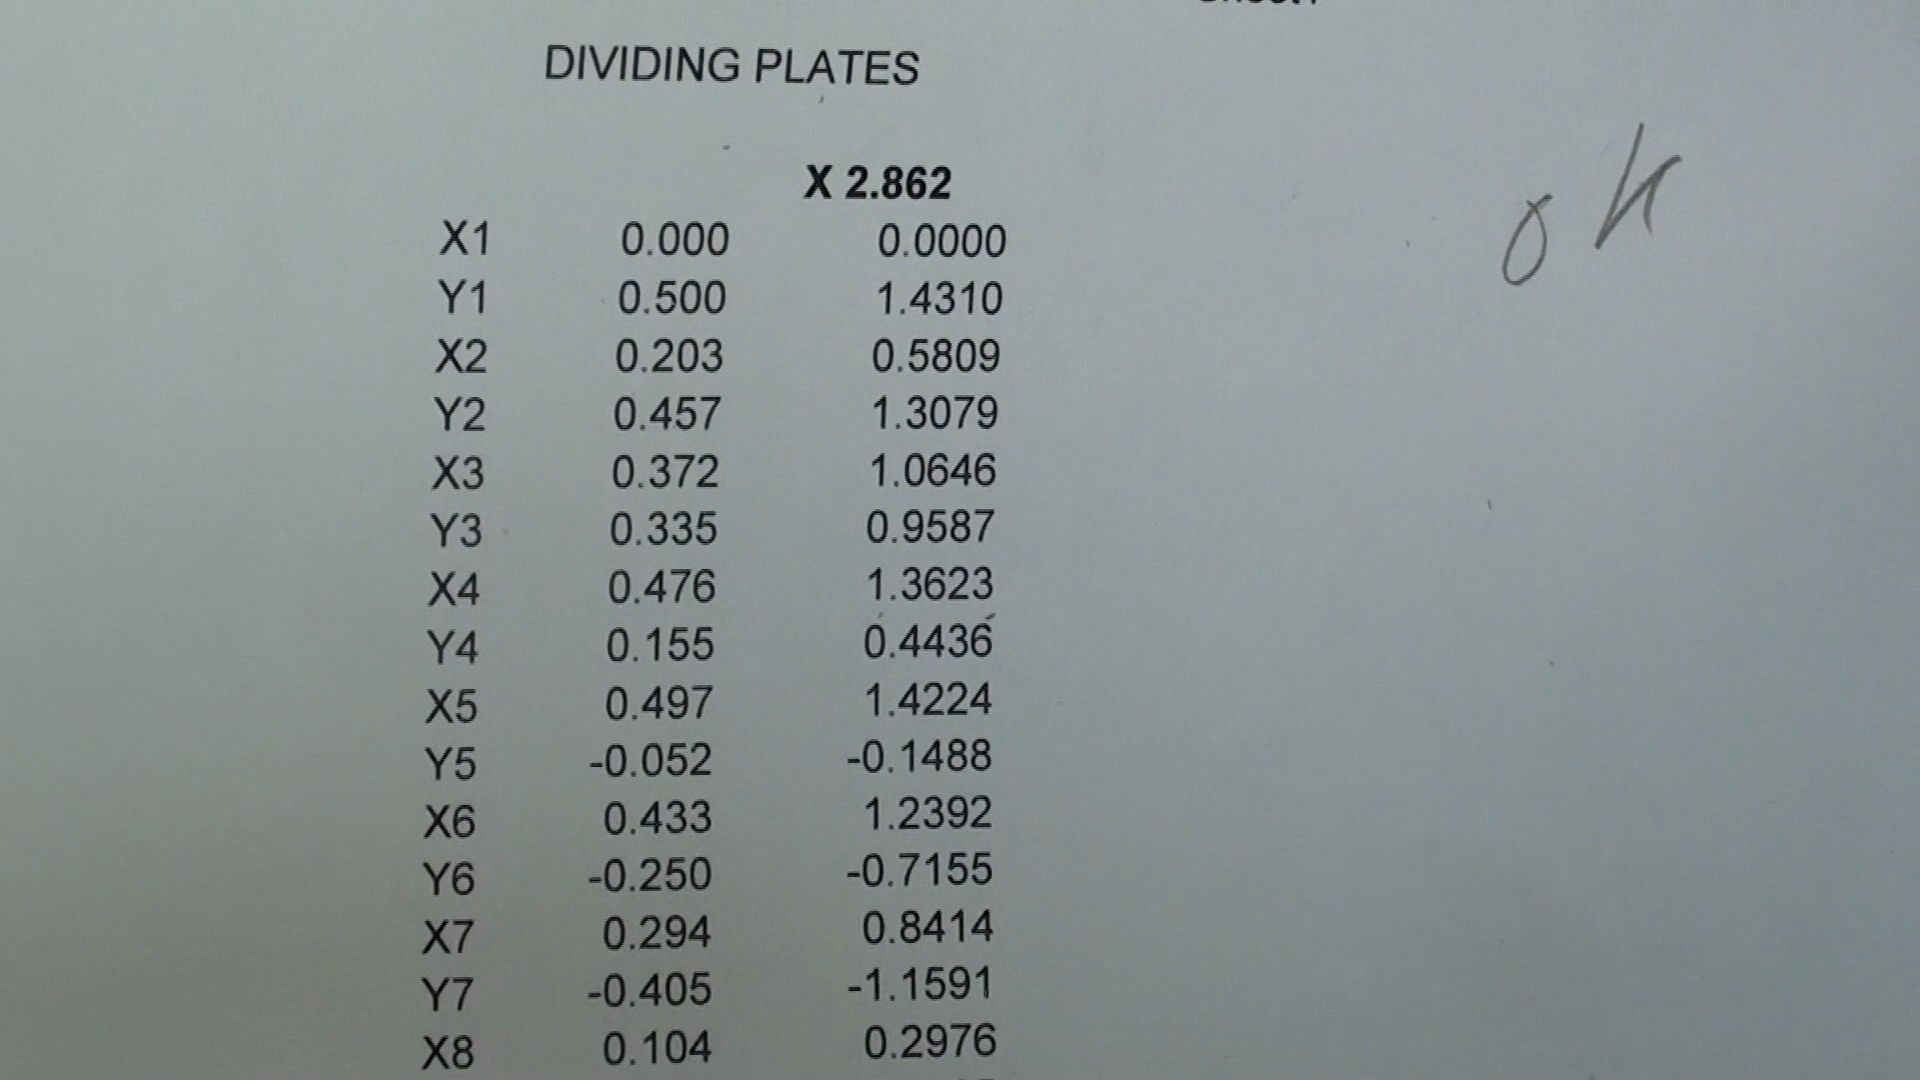 DIVIDING PLATES
ok
X 2.862
X1 0.000 0.0000
Y1 0.500 1.4310
X2 0.203 0.5809
Y2 0.457 1.3079
X3 0.372 1.0646
Y3 0.335 0.9587
X4 0.476 1.3623
Y4 0.155 0.4436
X5 0.497 1.4224
Y5 -0.052 -0.1488
X6 0.433 1.2392
Y6 -0.250 -0.7155
X7 0.294 0.8414
Y7 -0.405 -1.1591
X8 0.104 0.2976